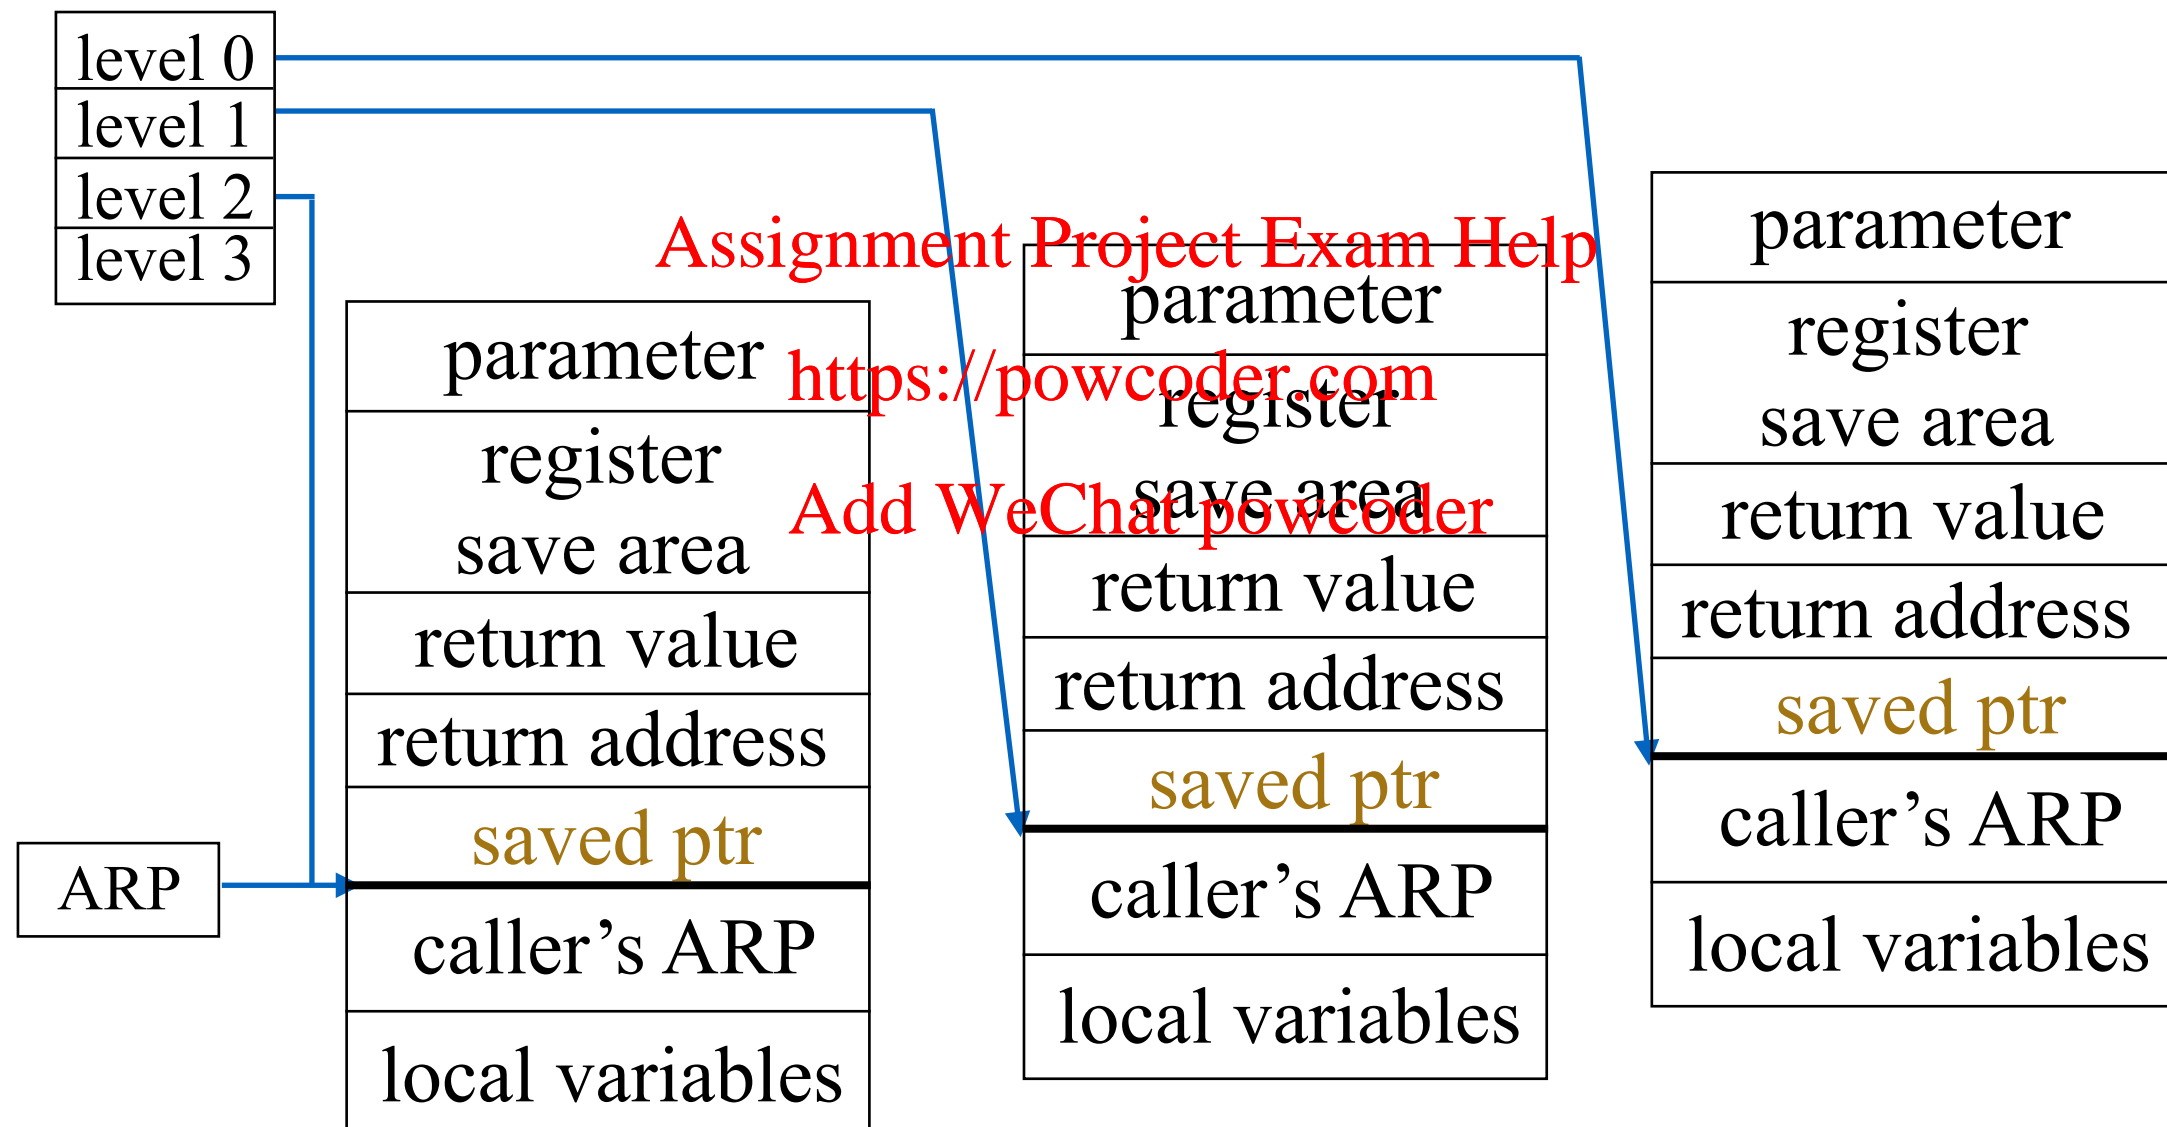 level 0
level 1
level 2
level 3
ARP
parameter
register
save area
return value
return address
saved ptr
caller’s ARP
local variables
Assignment Project Exam Help
https://powcoder.com
Add WeChat powcoder
parameter
register
save area
return value
return address
saved ptr
caller’s ARP
local variables
parameter
register
save area
return value
return address
saved ptr
caller’s ARP
local variables